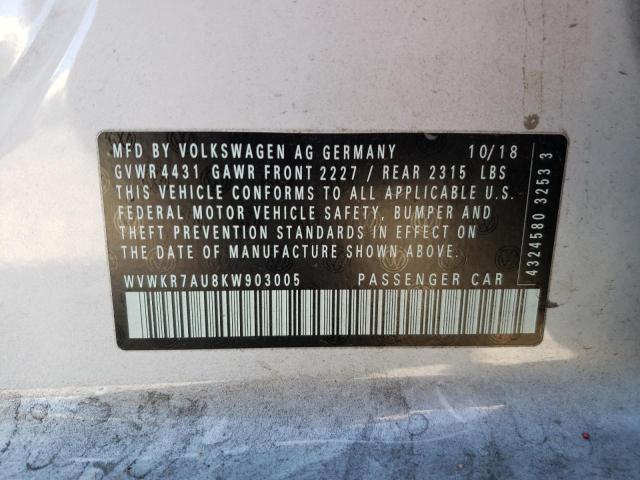 MFD BY VOLKSWAGEN AG GERMANY 10/18
GVWR4431 GAWR FRONT 2227 / REAR 2315 LBS
THIS VEHICLE CONFORMS TO ALL APPLICABLE U.S.
FEDERAL MOTOR VEHICLE SAFETY, BUMPER AND
THEFT PREVENTION STANDARDS IN EFFECT ON
THE DATE OF MANUFACTURE SHOWN ABOVE.
WVWKR7AU8KW903005 PASSENGER CAR
4324580 3253 3